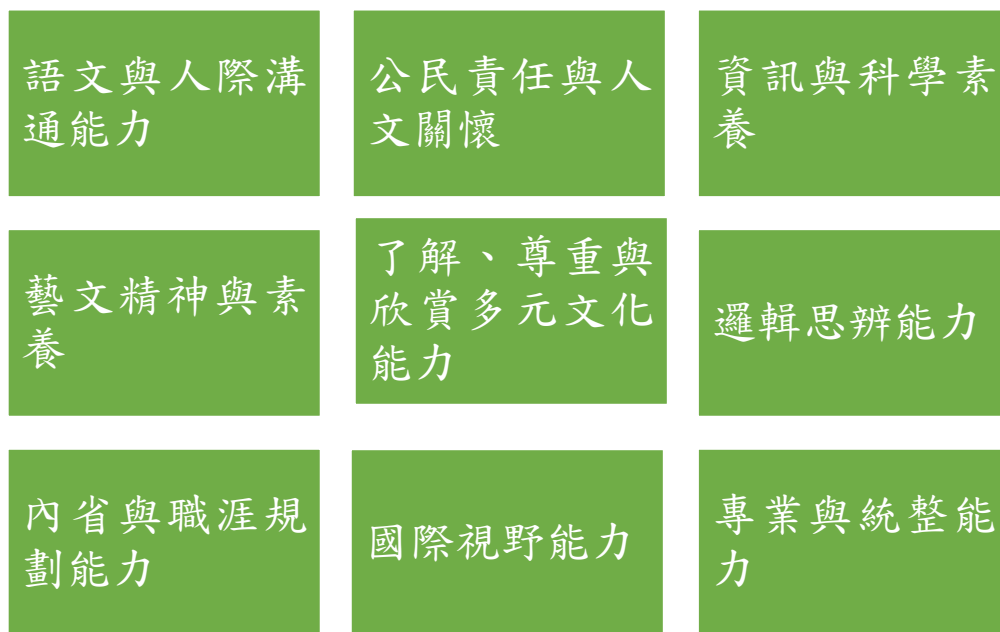 語文與人際溝
通能力
公民責任與人
文關懷
資訊與科學素
養
藝文精神與素
養
了解、尊重與
欣賞多元文化
能力
邏輯思辨能力
內省與職涯規
劃能力
國際視野能力
專業與統整能
力